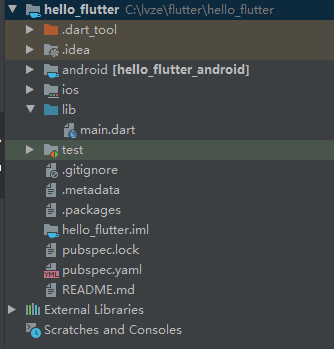 hello_flutter C:\lvze\flutter\hello_flutter
.dart_tool
.idea
android [hello_flutter_android]
ios
lib
main.dart
test
.gitignore
.metadata
.packages
hello_flutter.iml
pubspec.lock
YML pubspec.yaml
README.md
External Libraries
Scratches and Consoles